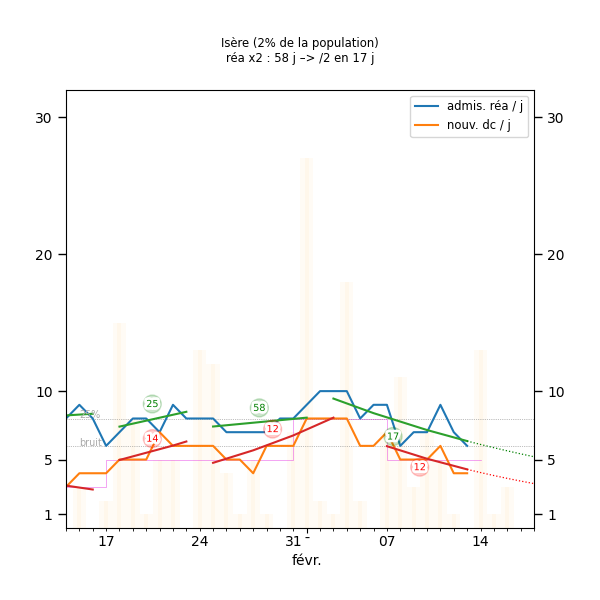 Isère (2% de la population)
réa x2 : 58 j –> /2 en 17 j
admis. réa / j
nouv. dc / j
30 30
20 20
10 10
5 5
1 1
25%
bruit
25
14
58
12
17
12
17 24 31 - 07 14
févr.